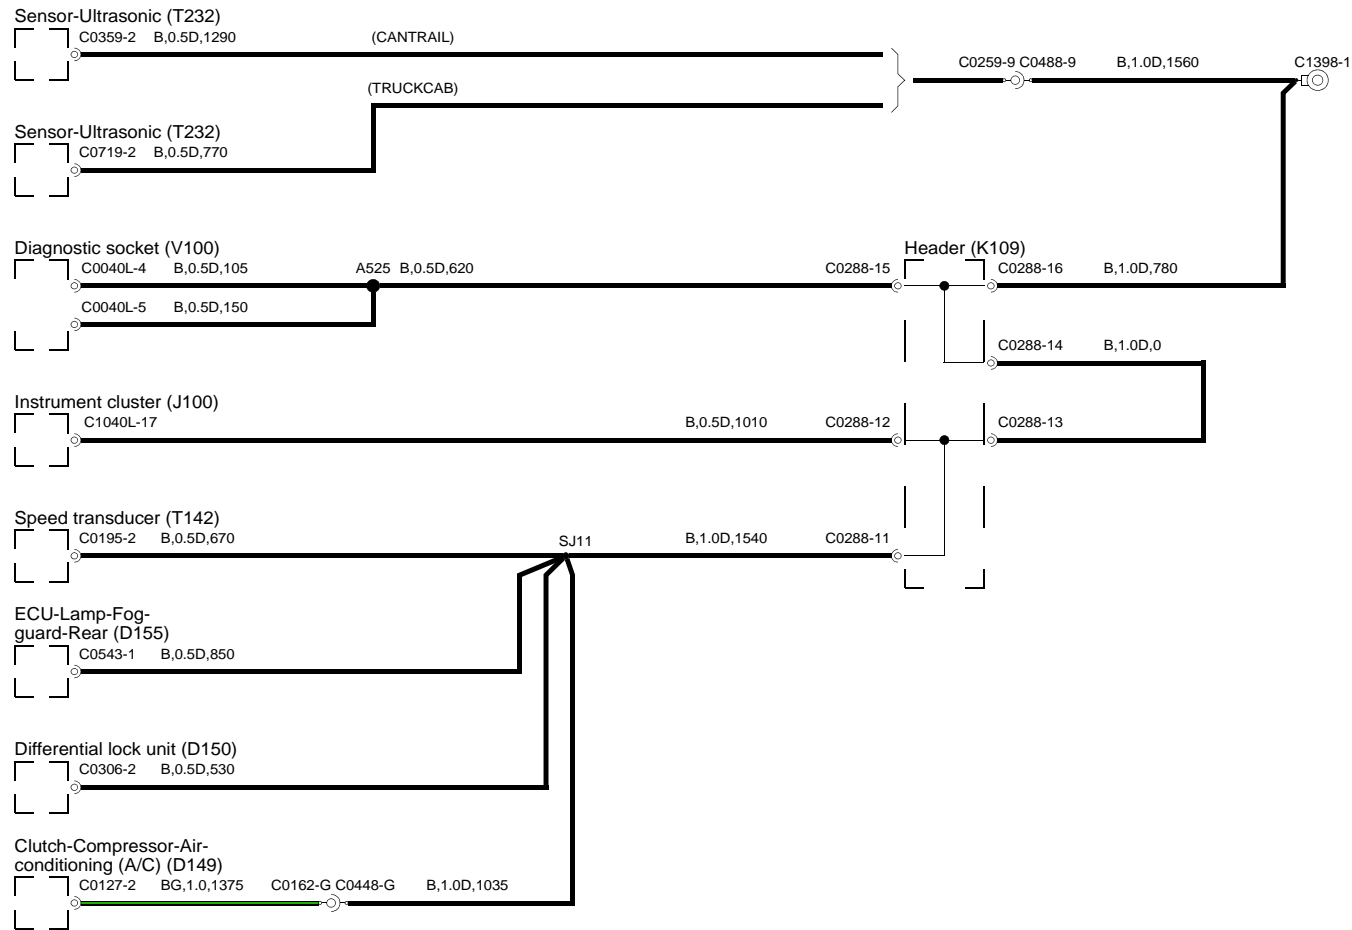 Sensor-Ultrasonic (T232)
C0359-2 B,0.5D,1290 (CANTRAIL)
C0259-9 C0488-9 B,1.0D,1560 C1398-1
(TRUCKCAB)
Sensor-Ultrasonic (T232)
C0719-2 B,0.5D,770
Diagnostic socket (V100) Header (K109)
C0040L-4 B,0.5D,105 A525 B,0.5D,620 C0288-15 C0288-16 B,1.0D,780
C0040L-5 B,0.5D,150
C0288-14 B,1.0D,0
Instrument cluster (J100)
C1040L-17 B,0.5D,1010 C0288-12 C0288-13
Speed transducer (T142)
C0195-2 B,0.5D,670 SJ11 B,1.0D,1540 C0288-11
ECU-Lamp-Fog-
guard-Rear (D155)
C0543-1 B,0.5D,850
Differential lock unit (D150)
C0306-2 B,0.5D,530
Clutch-Compressor-Air-
conditioning (A/C) (D149)
C0127-2 BG,1.0,1375 C0162-G C0448-G B,1.0D,1035